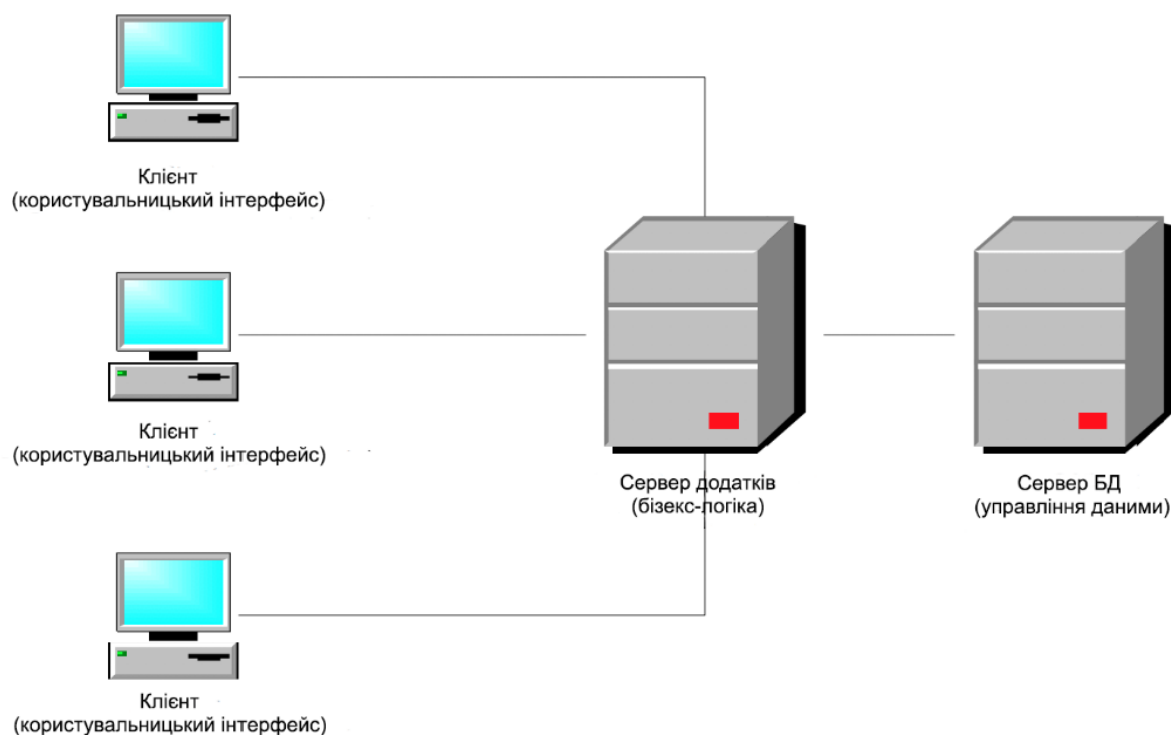 Клієнт
(користувальницький інтерфейс)
Клієнт
(користувальницький інтерфейс)
Сервер додатків
(бізекс-логіка)
Сервер БД
(управління даними)
Клієнт
(користувальницький інтерфейс)